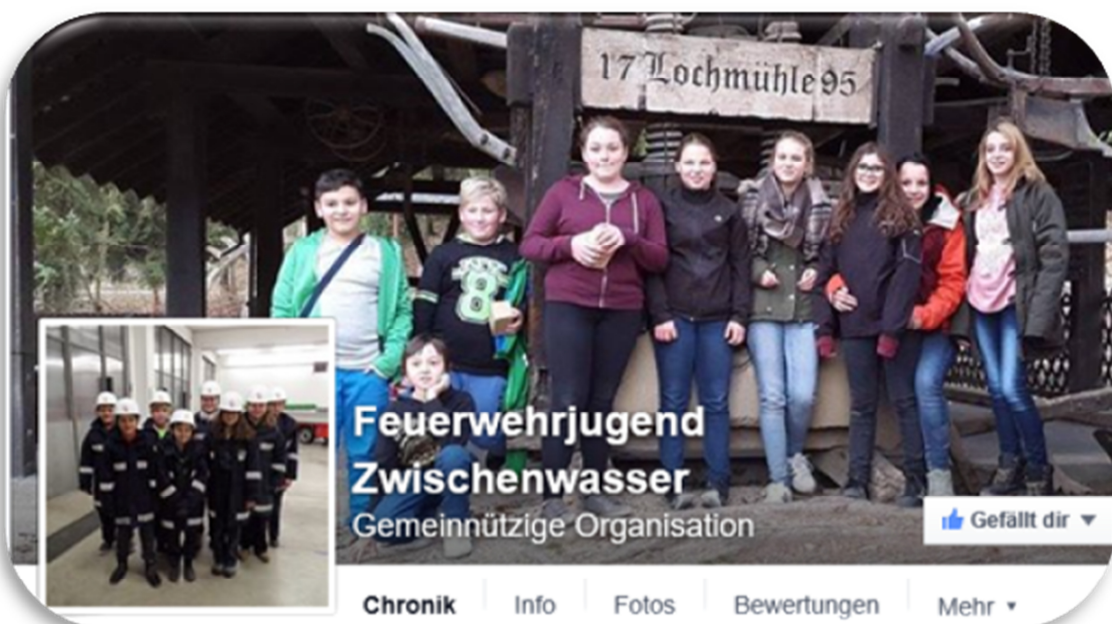 17 Lochmühle 95
8
Feuerwehrjugend
Zwischenwasser
Gemeinnützige Organisation
Gefällt dir
Chronik Info Fotos Bewertungen Mehr